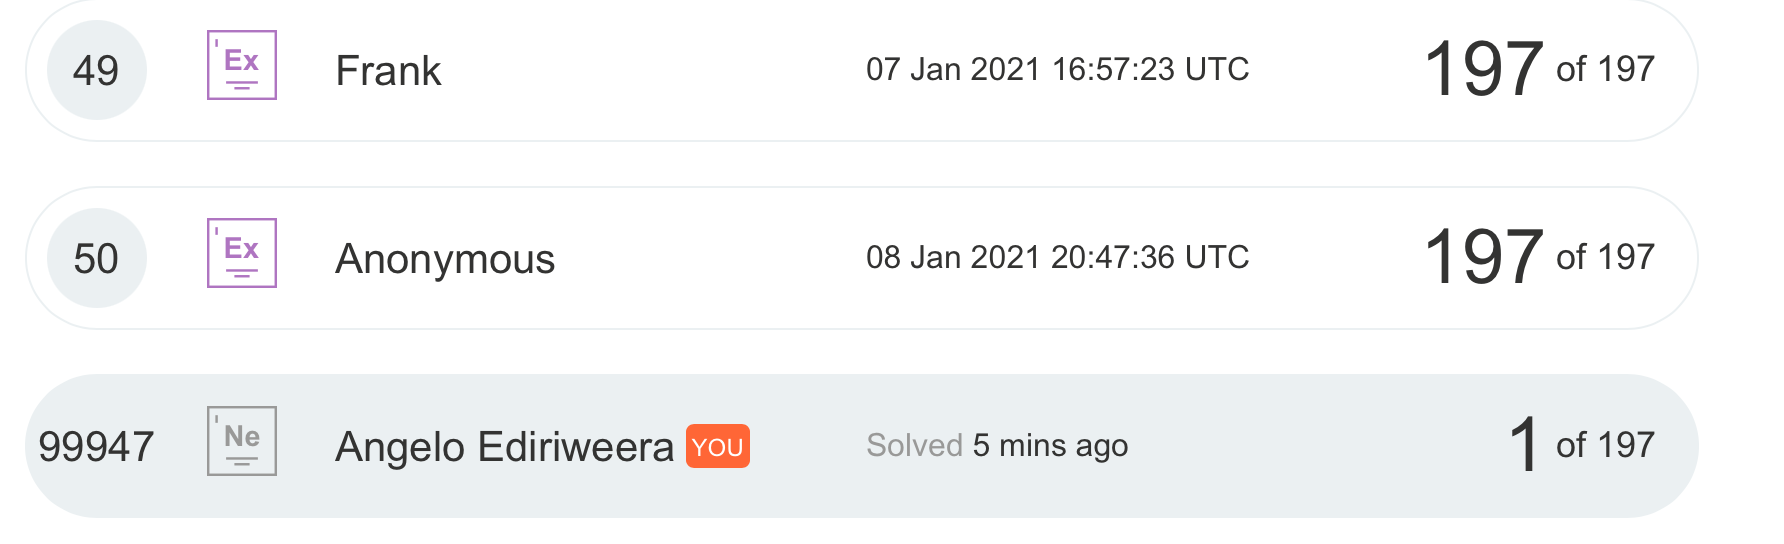 49 Ex Frank 07 Jan 2021 16:57:23 UTC 197 of 197
50 Ex Anonymous 08 Jan 2021 20:47:36 UTC 197 of 197
99947 Ne Angelo Ediriweera YOU Solved 5 mins ago 1 of 197